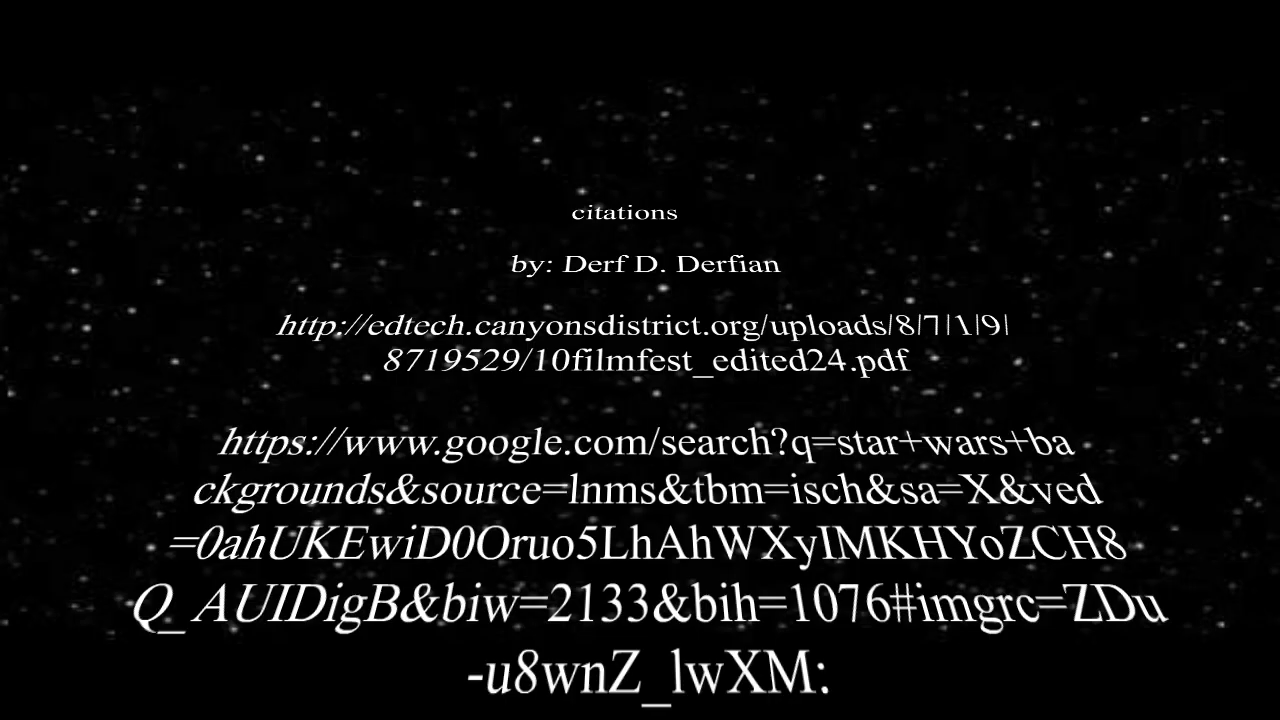 citations
by: Derf D. Derfian
http://edtech.canyonsdistrict.org/uploads/8/7/1/9/
8719529/10filmfest_edited24.pdf
https://www.google.com/search?q=star+wars+ba
ckgrounds&source=lnms&tbm=isch&sa=X&ved
=0ahUKEwiD0Oruo5LhAhWXyIMKHYoZCH8
Q_AUIDigB&biw=2133&bih=1076#imgrc=ZDu
-u8wnZ_lwXM: